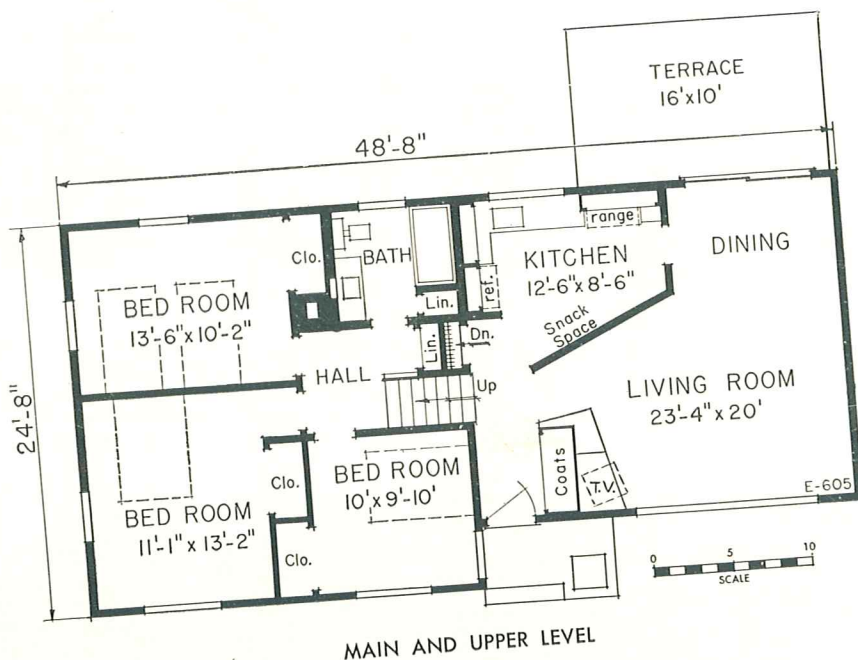 TERRACE
16'x10'
48'-8"
24'-8"
Clo.
BATH
range
KITCHEN
12'-6"x8'-6"
DINING
BED ROOM
13'-6"x10'-2"
ref.
Lin.
Snack
Space
Lin.
Dn.
HALL
Up
LIVING ROOM
23'-4"x20'
BED ROOM
11'-1"x13'-2"
Clo.
BED ROOM
10'x9'-10'
Clo.
Coats
T.V.
E-605
0 5 10
SCALE
MAIN AND UPPER LEVEL